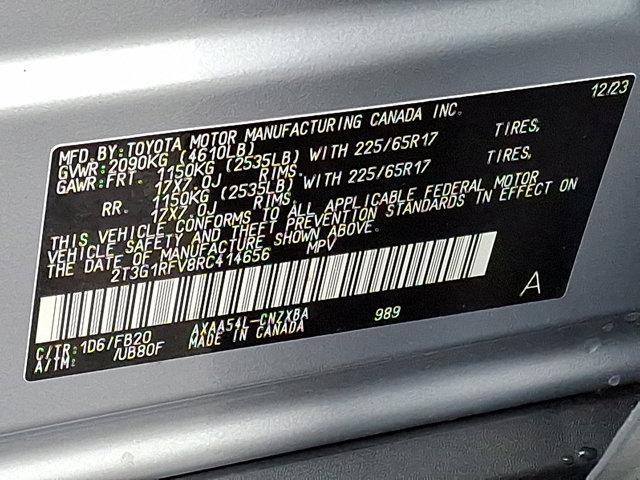 12/23
MFD.BY:TOYOTA MOTOR MANUFACTURING CANADA INC.
GVWR:2090KG (4610LB)
GAWR:FRT. 1150KG (2535LB) WITH 225/65R17 TIRES,
17X7.0J RIMS.
RR. 1150KG (2535LB) WITH 225/65R17 TIRES,
17X7.0J RIMS.
THIS VEHICLE CONFORMS TO ALL APPLICABLE FEDERAL MOTOR
VEHICLE SAFETY AND THEFT PREVENTION STANDARDS IN EFFECT ON
THE DATE OF MANUFACTURE SHOWN ABOVE.
2T3G1RFV8RC414656 MPV
A
C/TR: 1D6/FB20 AXAA54L-CNZXBA 989
A/TM: /UB80F MADE IN CANADA